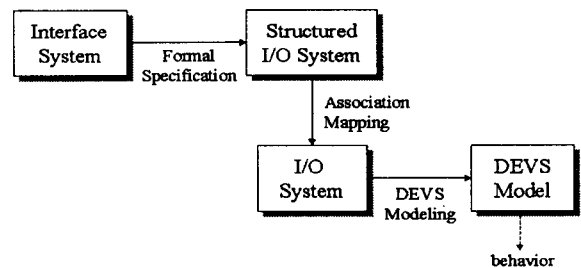 Interface
System
Formal
Specification
Structured
I/O System
Association
Mapping
I/O
System
DEVS
Modeling
DEVS
Model
behavior